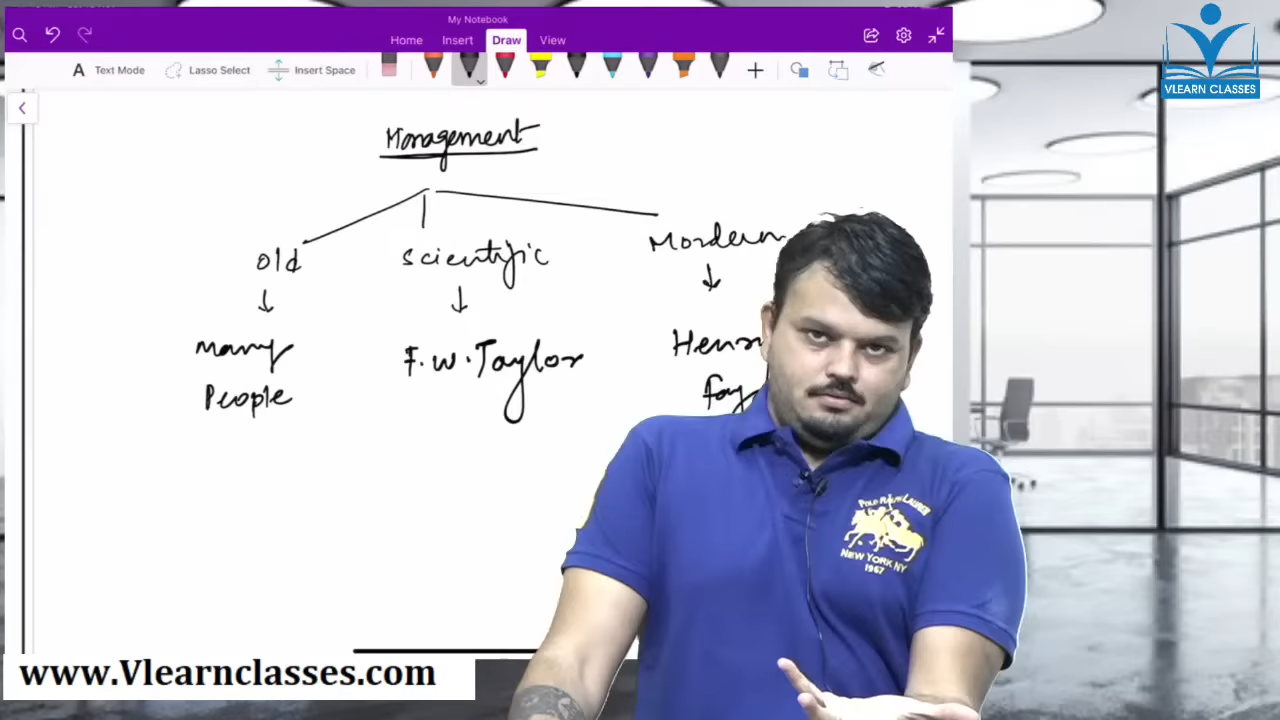 My Notebook
Home Insert Draw View
Text Mode Lasso Select Insert Space
VLEARN CLASSES
Management
Old Scientific Mordern
Many F.W. Taylor
People
POLO RALPH LAUREN
NEW YORK NY
1967
www.Vlearnclasses.com